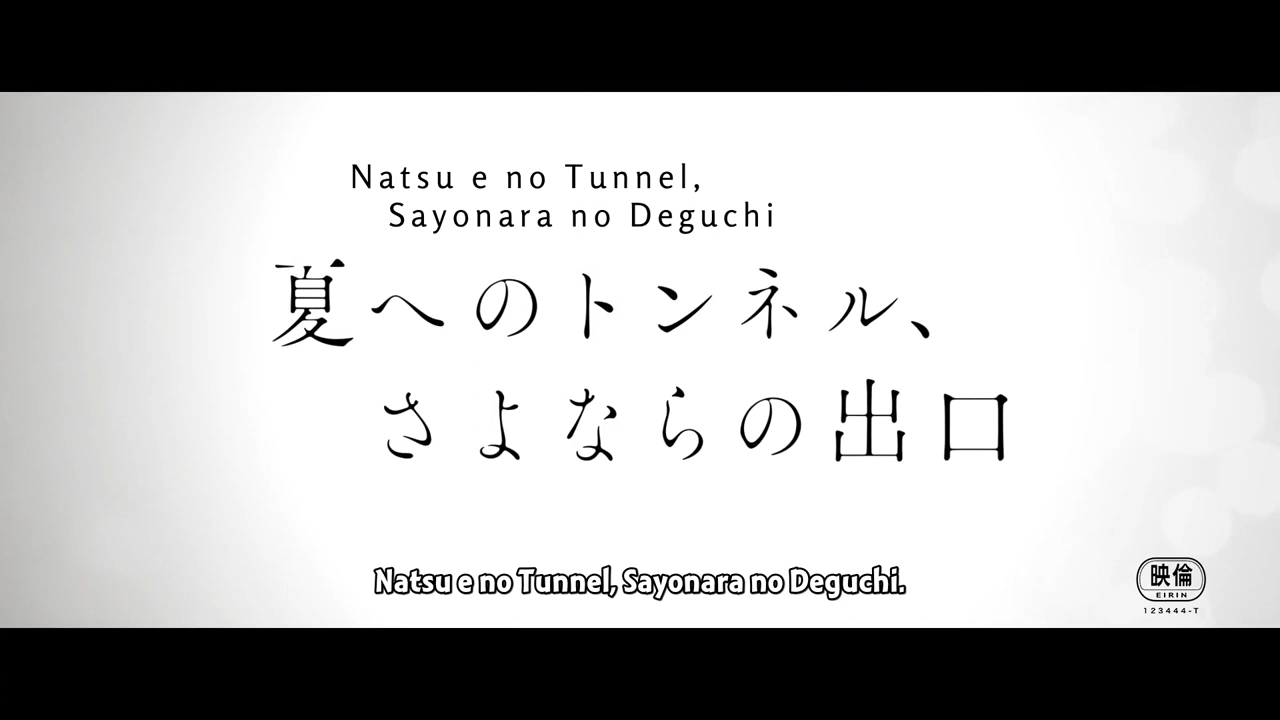 Natsu e no Tunnel,
Sayonara no Deguchi
夏へのトンネル、
さよならの出口
Natsu e no Tunnel, Sayonara no Deguchi.
映倫
EIRIN
123444-T